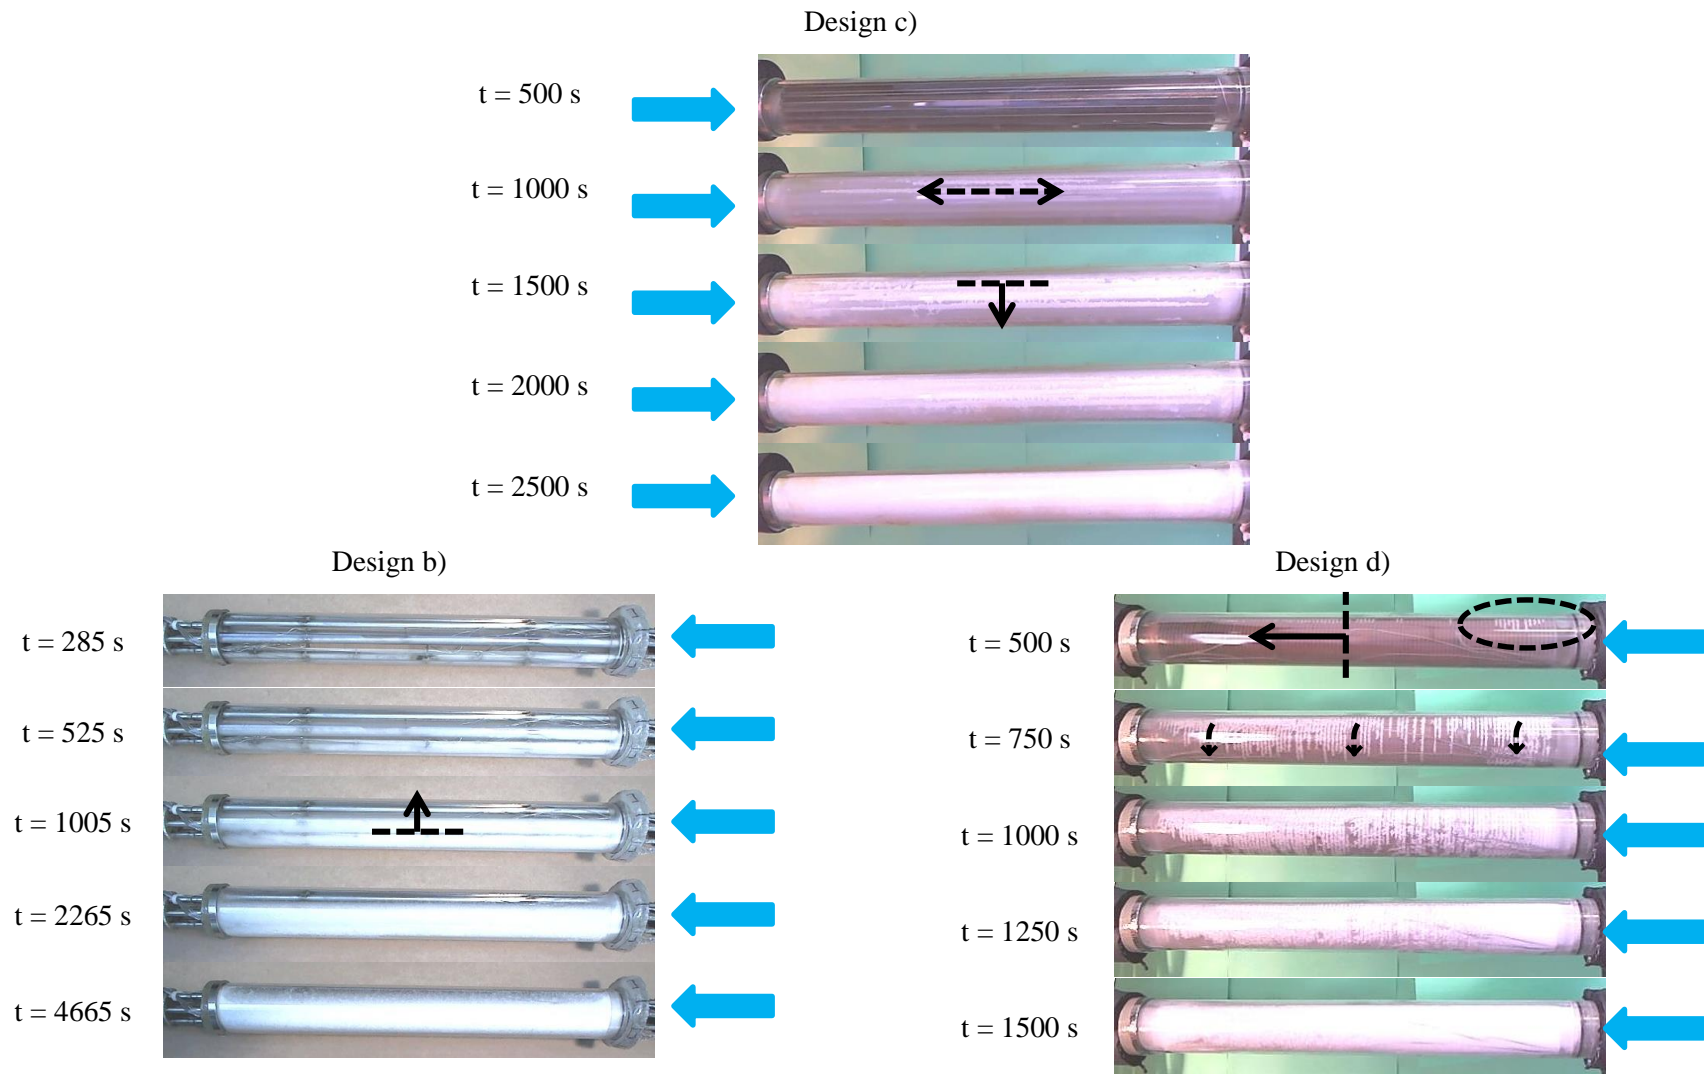 Design c)
t = 500 s
t = 1000 s
t = 1500 s
t = 2000 s
t = 2500 s
Design b)
t = 285 s
t = 525 s
t = 1005 s
t = 2265 s
t = 4665 s
Design d)
t = 500 s
t = 750 s
t = 1000 s
t = 1250 s
t = 1500 s